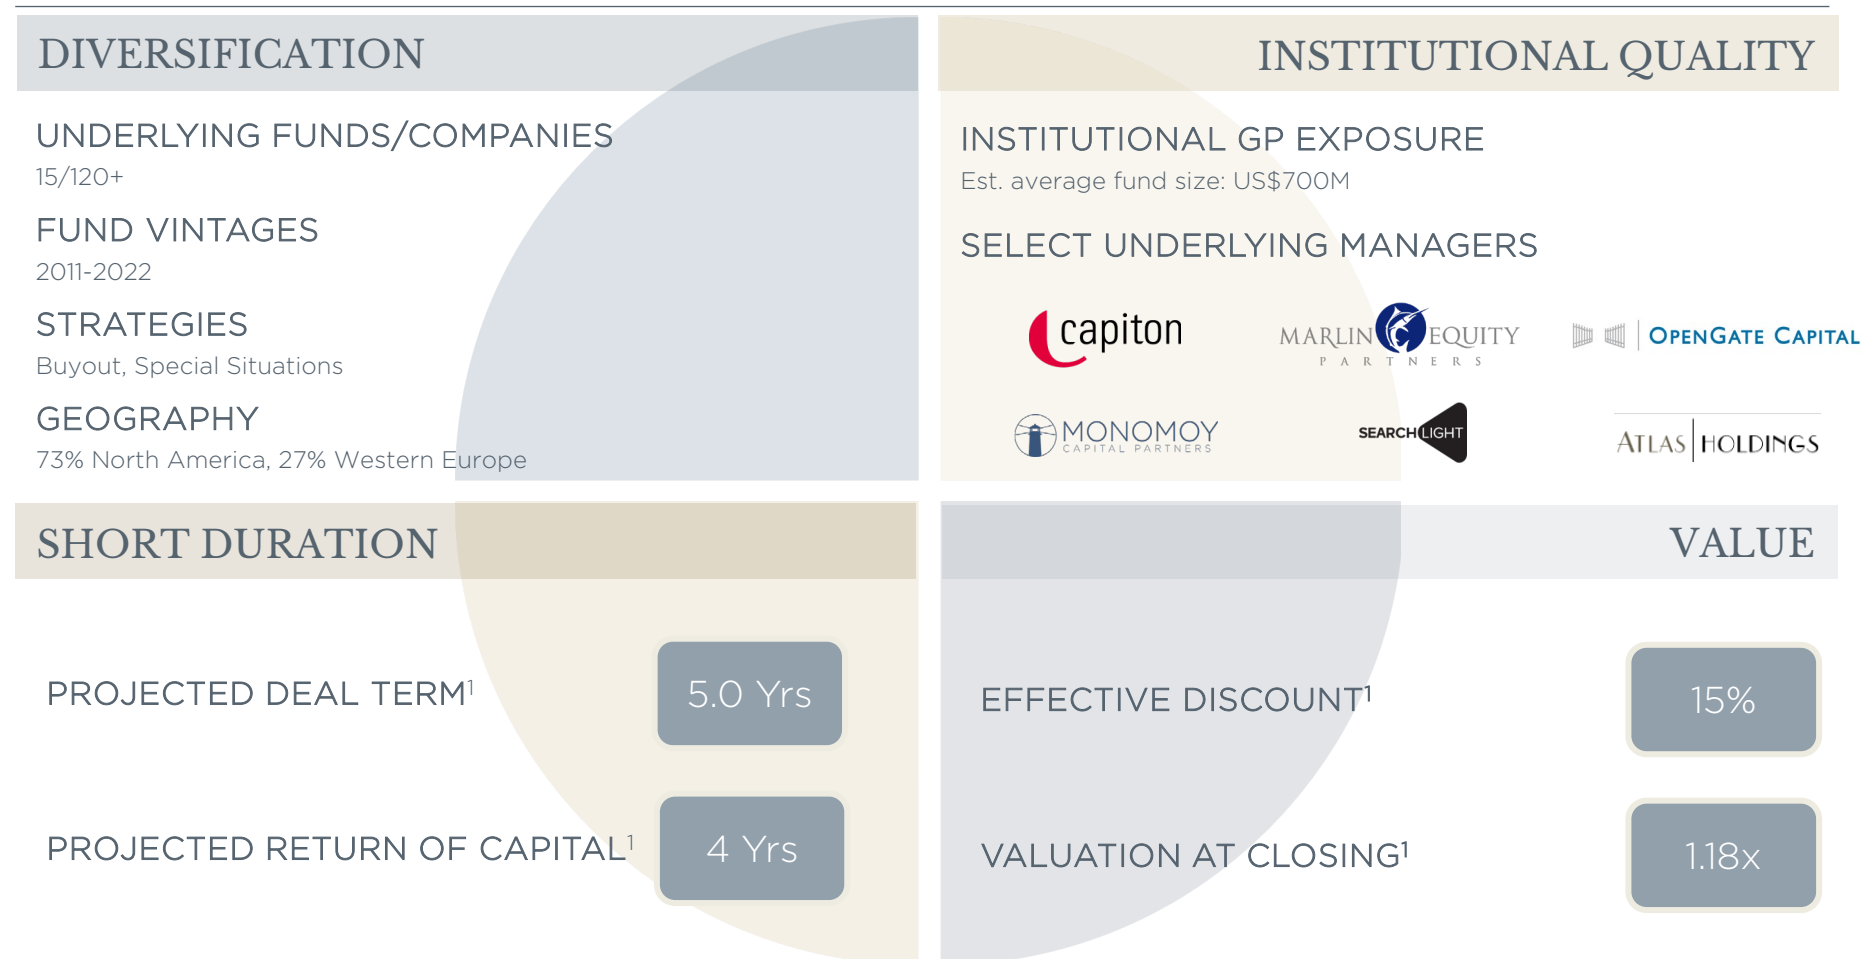 DIVERSIFICATION
UNDERLYING FUNDS/COMPANIES
15/120+
FUND VINTAGES
2011-2022
STRATEGIES
Buyout, Special Situations
GEOGRAPHY
73% North America, 27% Western Europe
INSTITUTIONAL QUALITY
INSTITUTIONAL GP EXPOSURE
Est. average fund size: US$700M
SELECT UNDERLYING MANAGERS
capiton
MARLIN EQUITY
PARTNERS
OPENGATE CAPITAL
MONOMOY
CAPITAL PARTNERS
SEARCHLIGHT
ATLAS HOLDINGS
SHORT DURATION
PROJECTED DEAL TERM¹
5.0 Yrs
PROJECTED RETURN OF CAPITAL¹
4 Yrs
VALUE
EFFECTIVE DISCOUNT¹
15%
VALUATION AT CLOSING¹
1.18x